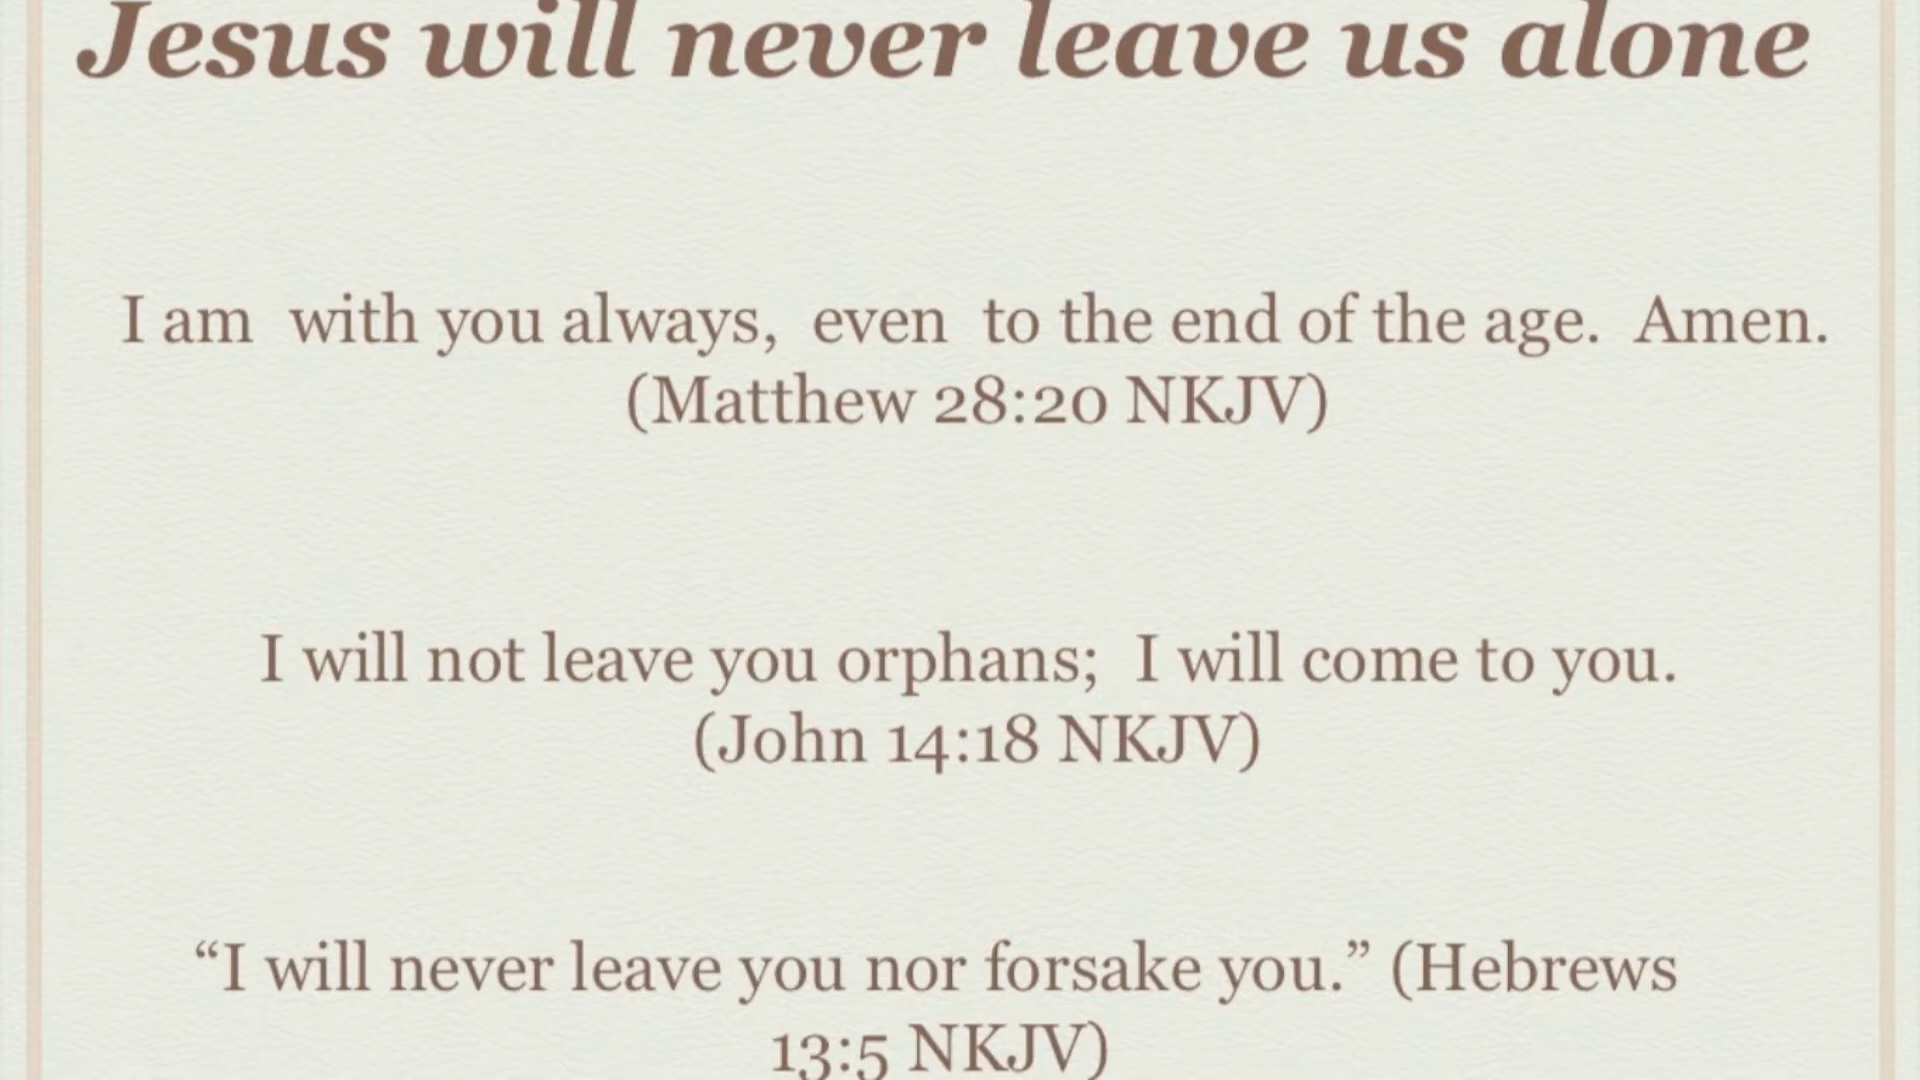 Jesus will never leave us alone
I am with you always, even to the end of the age. Amen.
(Matthew 28:20 NKJV)
I will not leave you orphans; I will come to you.
(John 14:18 NKJV)
“I will never leave you nor forsake you.” (Hebrews
13:5 NKJV)